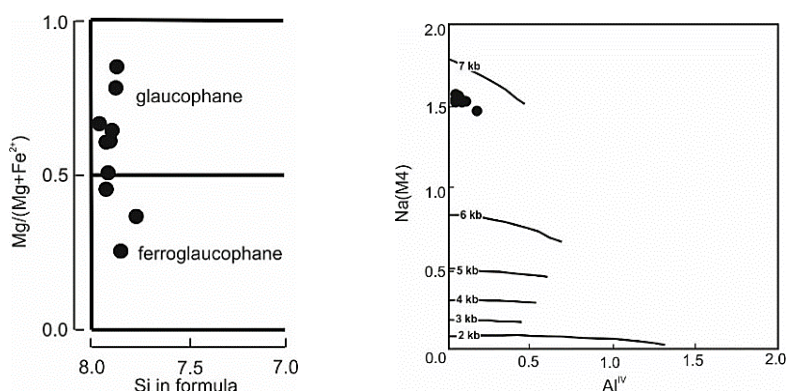 1.0
glaucophane
Mg/(Mg+Fe²⁺)
0.5
ferroglaucophane
0.0
8.0 7.5 7.0
Si in formula
2.0
7 kb
1.5
Na(M4)
1.0
6 kb
0.5
5 kb
4 kb
3 kb
2 kb
0.0 0.5 1.0 1.5 2.0
Al^IV